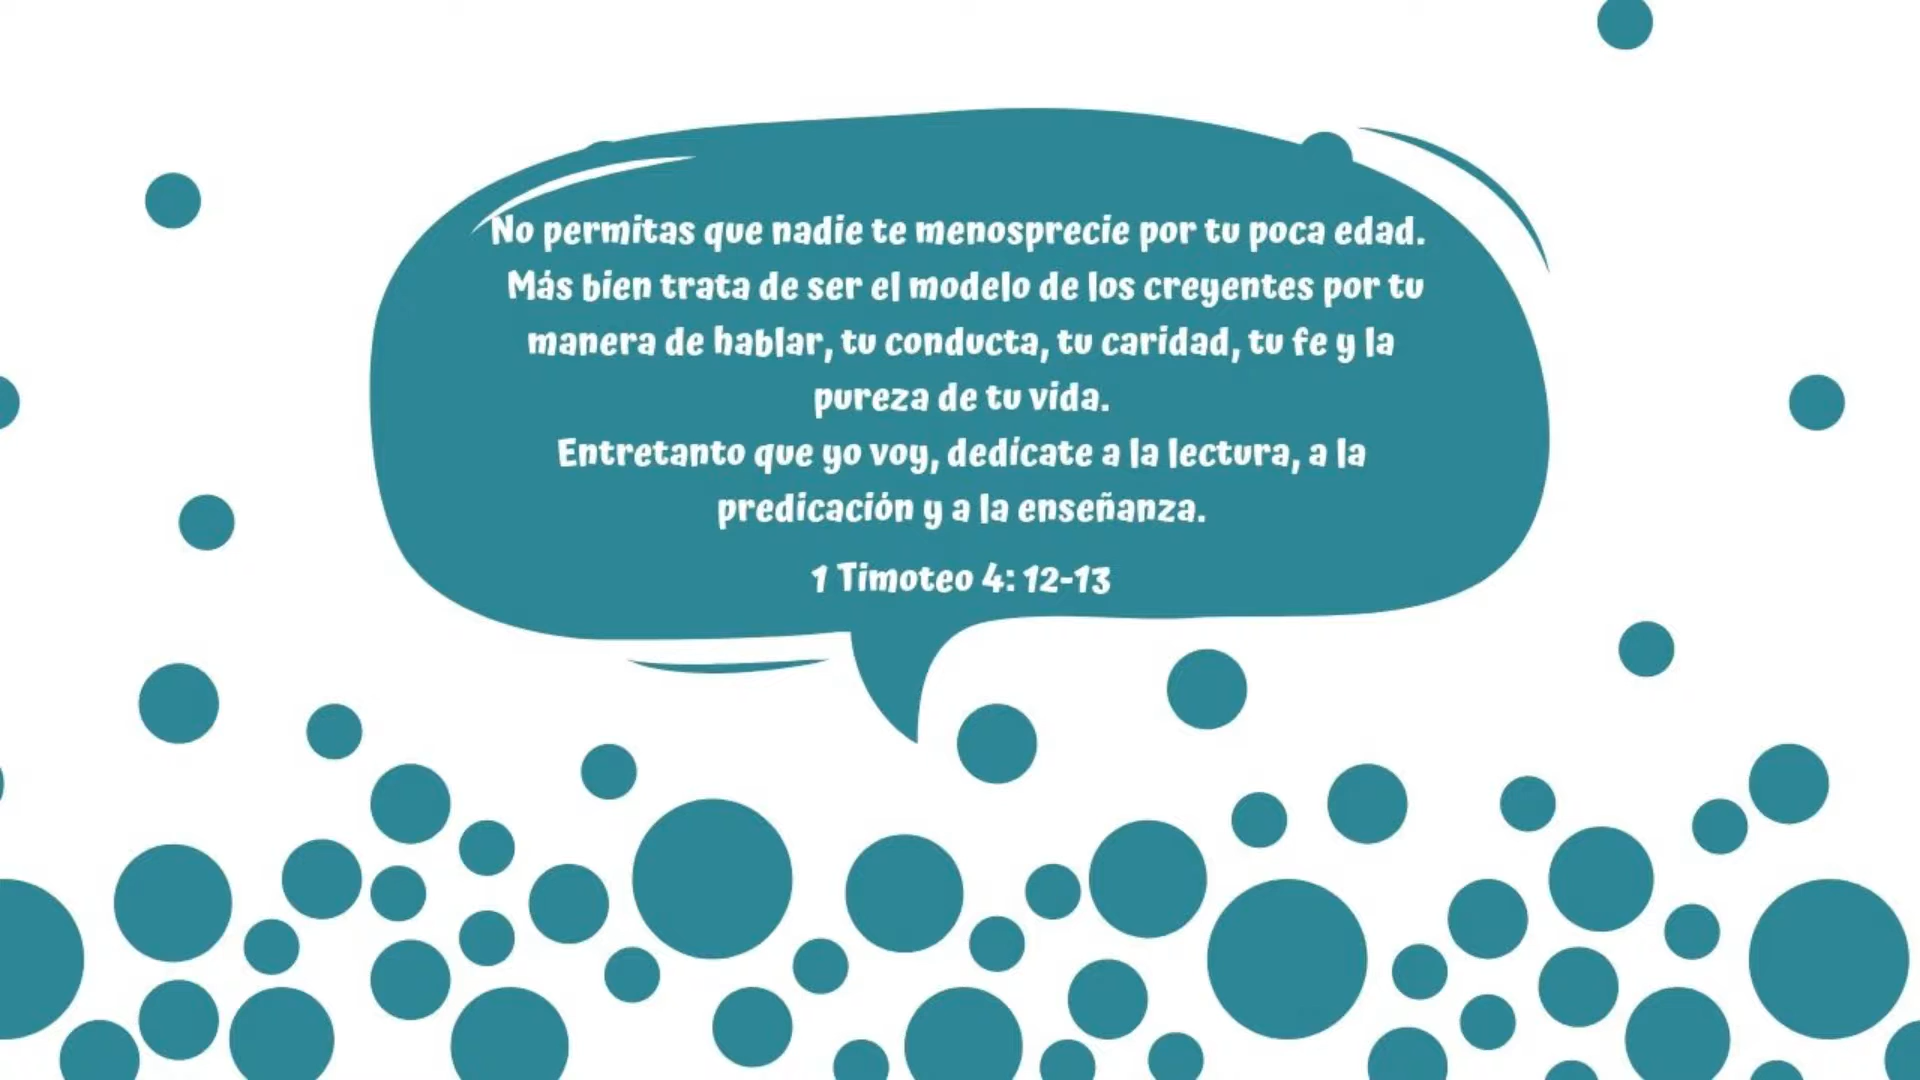 No permitas que nadie te menosprecie por tu poca edad.
Más bien trata de ser el modelo de los creyentes por tu
manera de hablar, tu conducta, tu caridad, tu fe y la
pureza de tu vida.
Entretanto que yo voy, dedícate a la lectura, a la
predicación y a la enseñanza.
1 Timoteo 4: 12-13